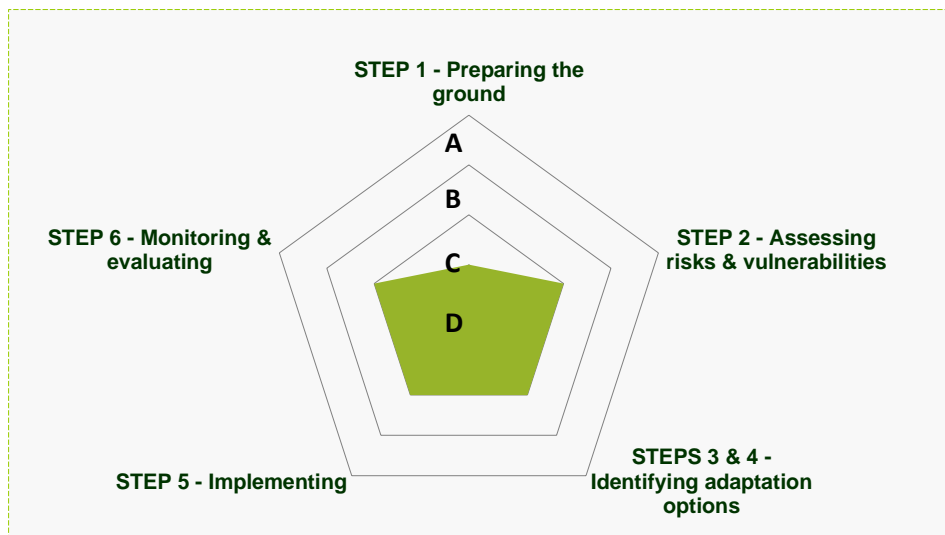 STEP 1 - Preparing the
ground
A
B
STEP 6 - Monitoring &
evaluating
STEP 2 - Assessing
risks & vulnerabilities
C
D
STEP 5 - Implementing
STEPS 3 & 4 -
Identifying adaptation
options